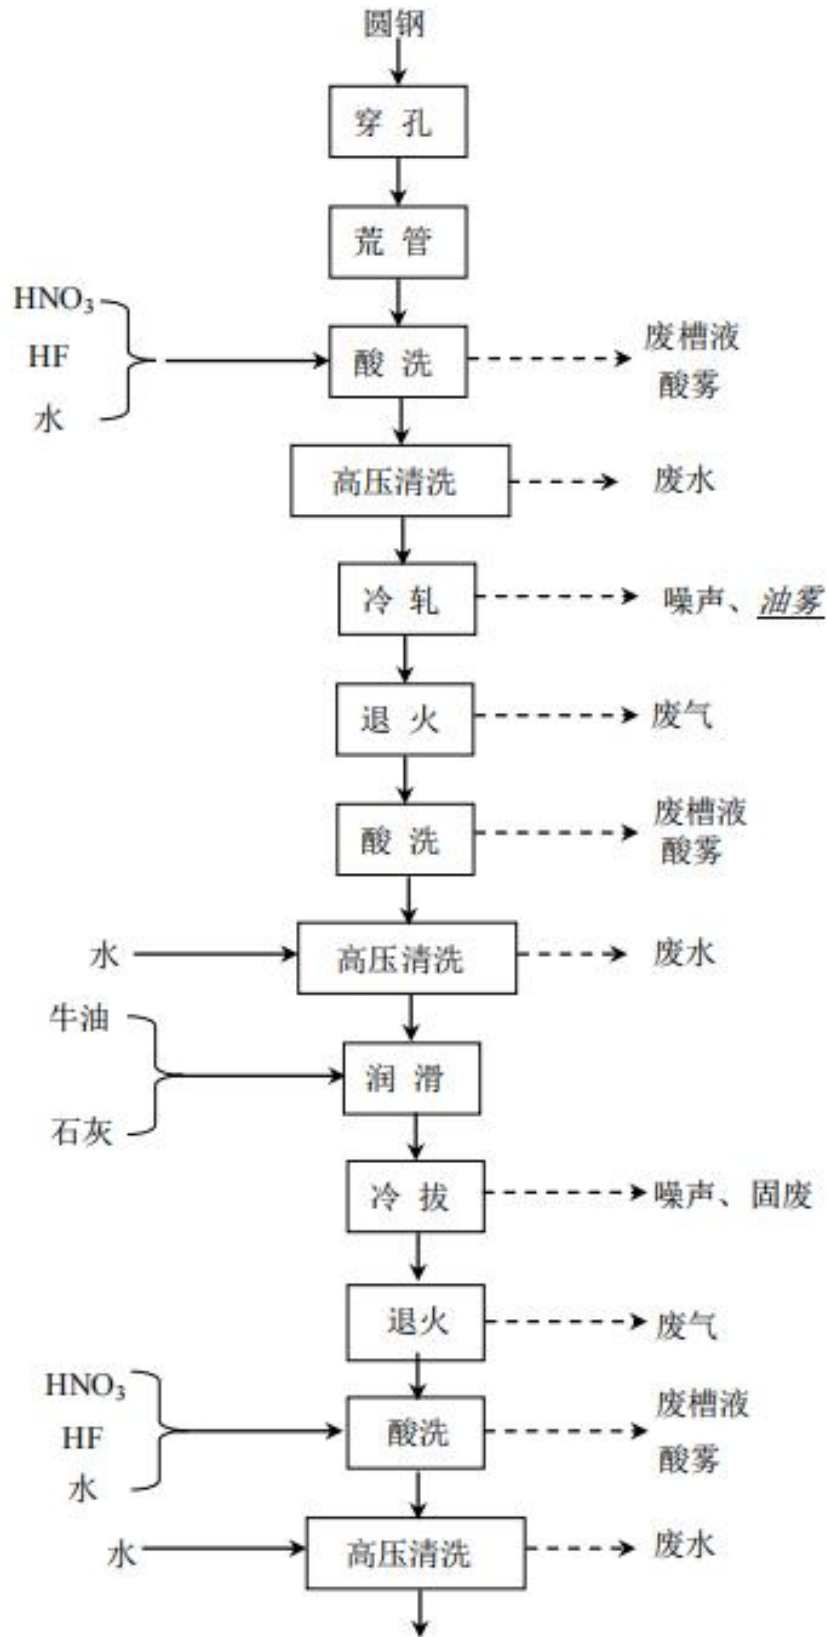 圆钢
穿 孔
荒 管
HNO₃
HF
水
酸 洗
废槽液
酸雾
高压清洗
废水
冷 轧
噪声、油雾
退 火
废气
酸 洗
废槽液
酸雾
水
高压清洗
废水
牛油
石灰
润 滑
冷 拔
噪声、固废
退火
废气
HNO₃
HF
水
酸洗
废槽液
酸雾
水
高压清洗
废水